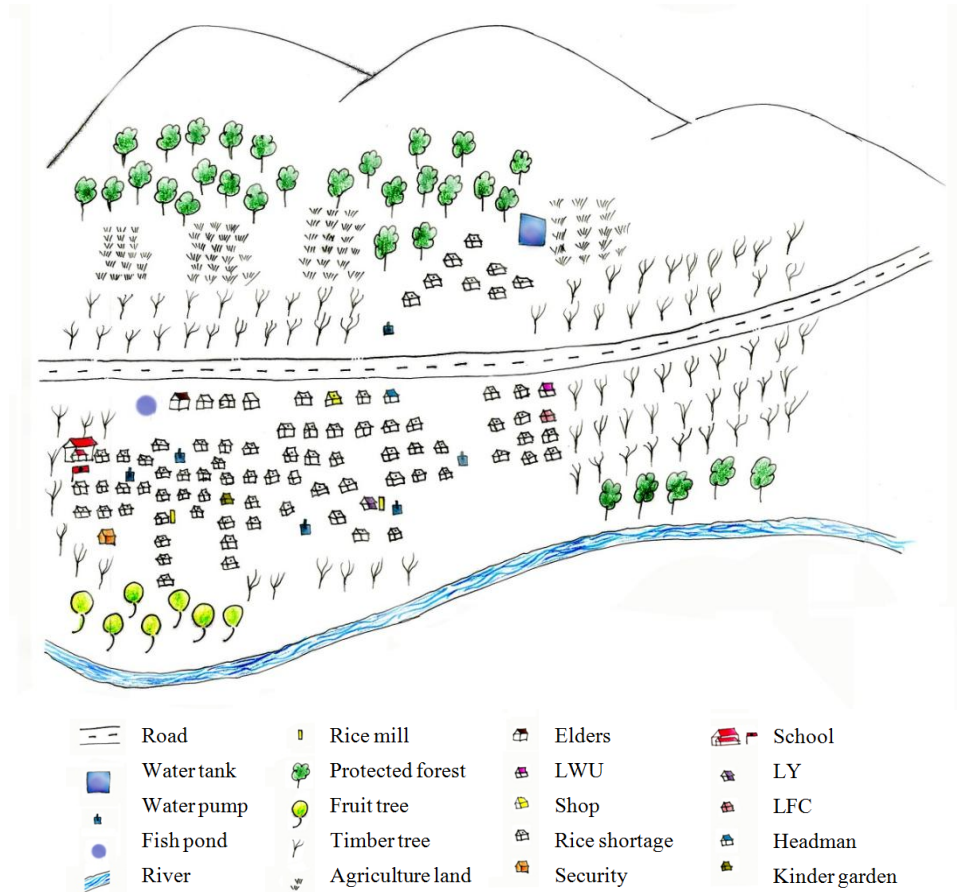 Road
Rice mill
Elders
School
Water tank
Protected forest
LWU
LY
Water pump
Fruit tree
Shop
LFC
Fish pond
Timber tree
Rice shortage
Headman
River
Agriculture land
Security
Kinder garden